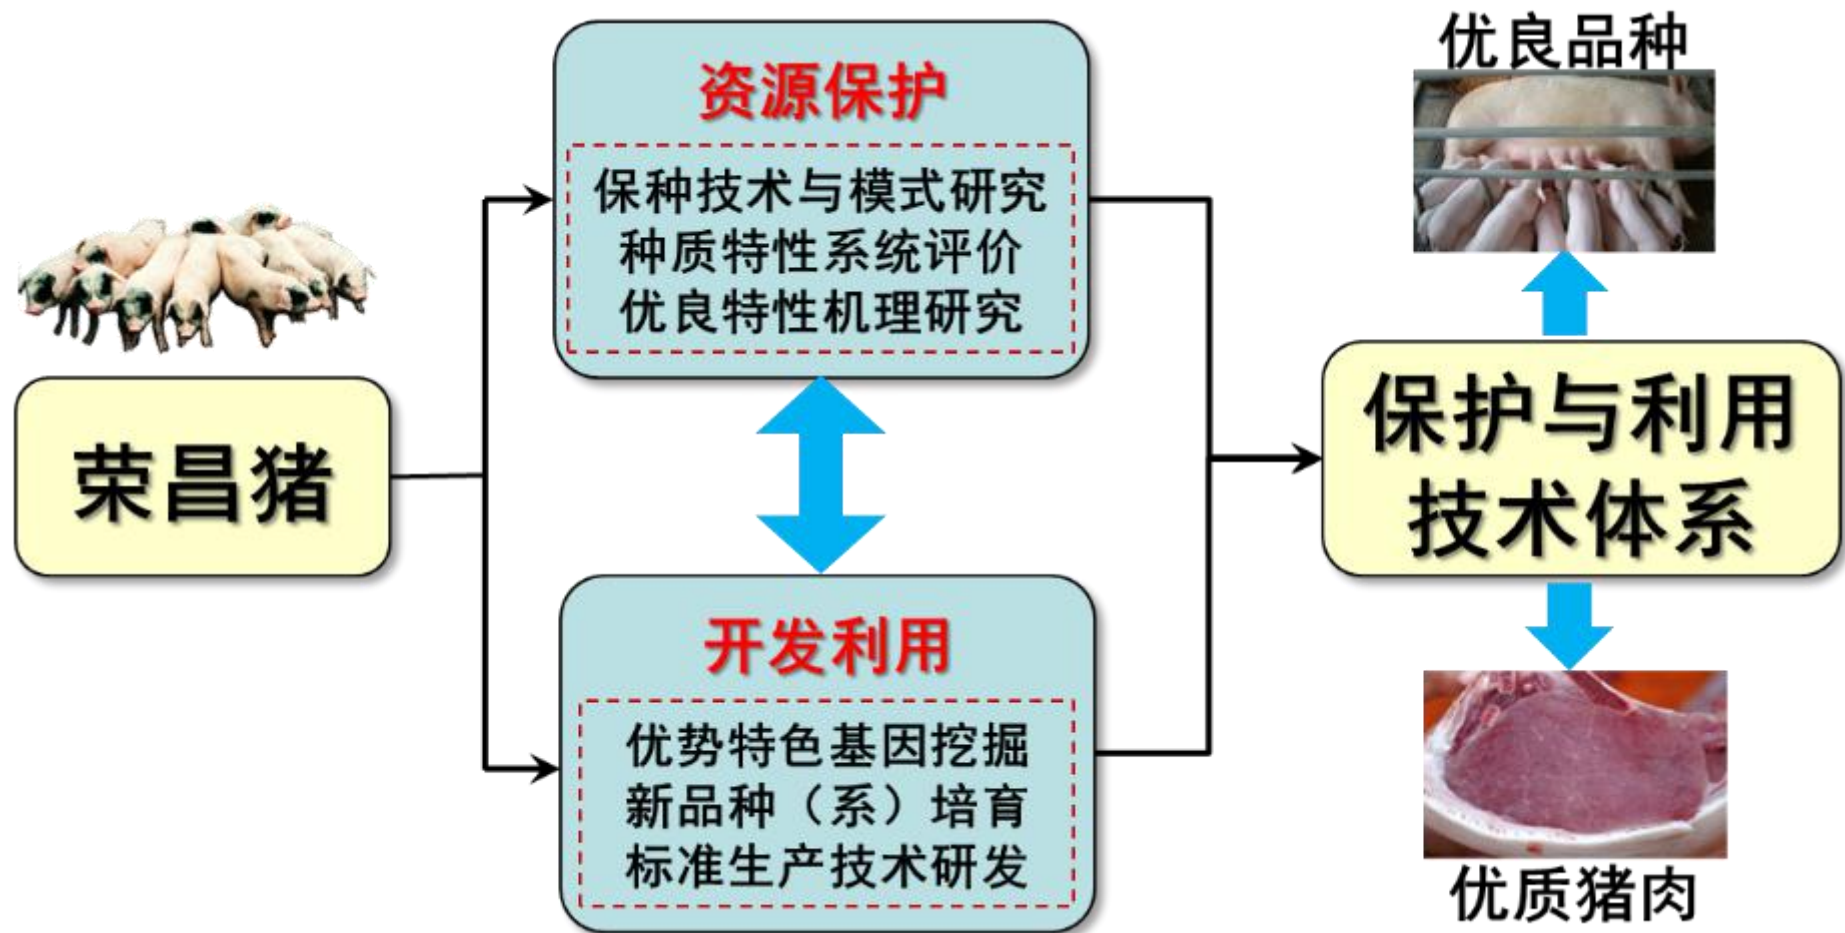 荣昌猪
资源保护
保种技术与模式研究
种质特性系统评价
优良特性机理研究
开发利用
优势特色基因挖掘
新品种（系）培育
标准生产技术研发
优良品种
保护与利用
技术体系
优质猪肉